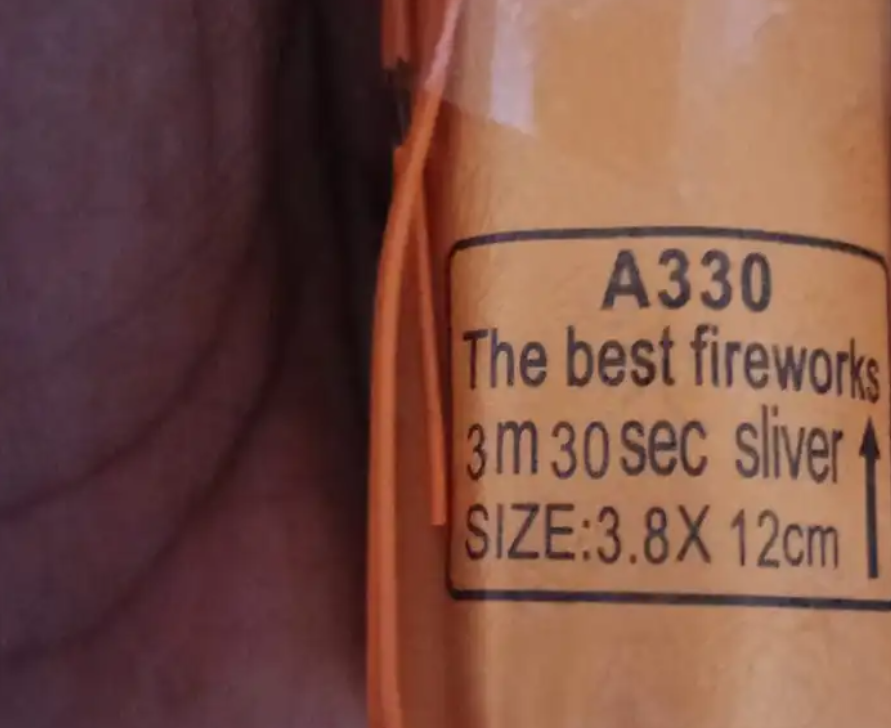 A330
The best fireworks
3m 30sec sliver
SIZE:3.8X 12cm